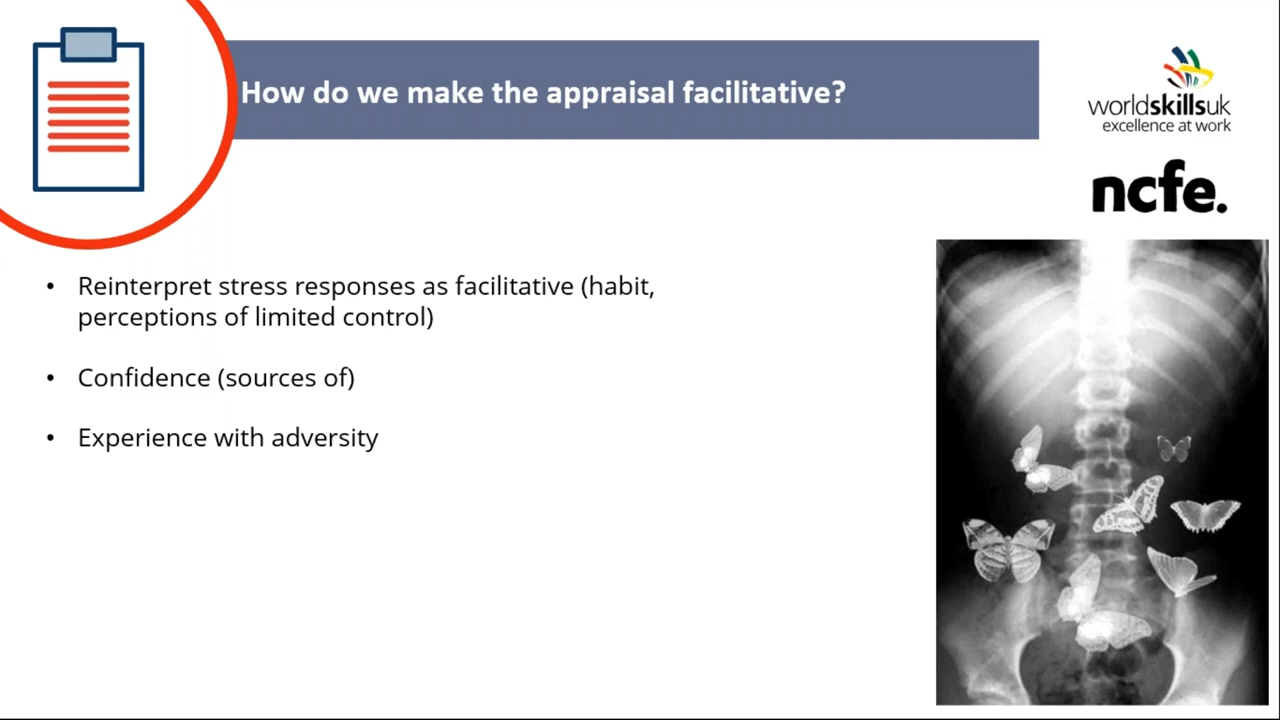 How do we make the appraisal facilitative?
worldskillsuk
excellence at work
ncfe.
• Reinterpret stress responses as facilitative (habit,
perceptions of limited control)
• Confidence (sources of)
• Experience with adversity